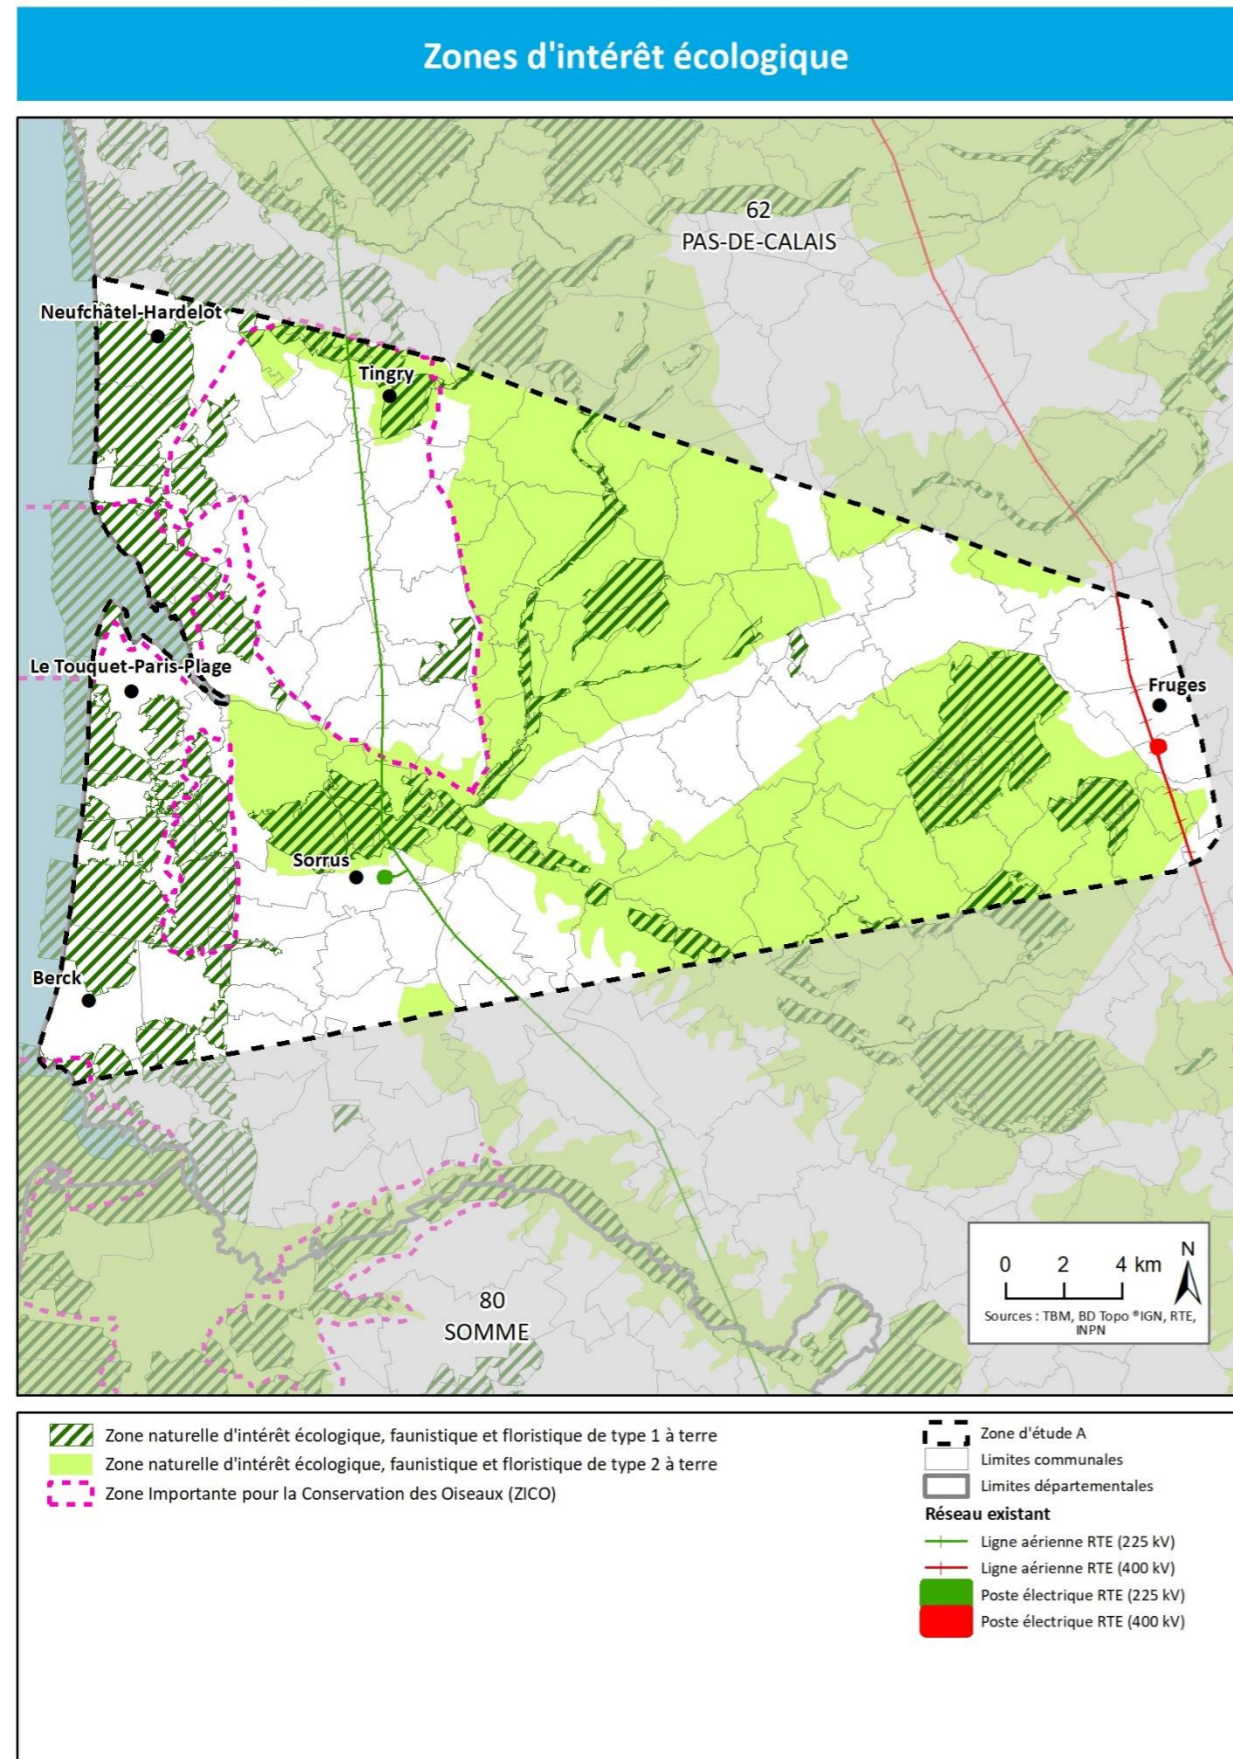 Zones d'intérêt écologique
62
PAS-DE-CALAIS
Neufchâtel-Hardelot
Tingry
Le Touquet-Paris-Plage
Fruges
Sorrus
Berck
80
SOMME
0 2 4 km
N
Sources : TBM, BD Topo ®IGN, RTE,
INPN
Zone naturelle d'intérêt écologique, faunistique et floristique de type 1 à terre
Zone naturelle d'intérêt écologique, faunistique et floristique de type 2 à terre
Zone Importante pour la Conservation des Oiseaux (ZICO)
Zone d'étude A
Limites communales
Limites départementales
Réseau existant
Ligne aérienne RTE (225 kV)
Ligne aérienne RTE (400 kV)
Poste électrique RTE (225 kV)
Poste électrique RTE (400 kV)